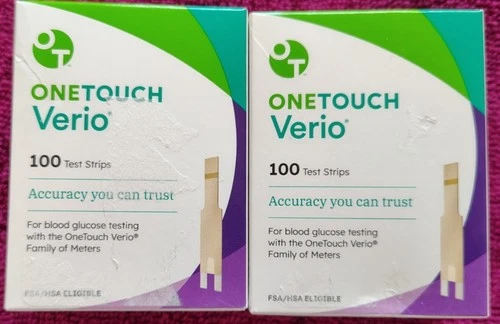 OT
ONETOUCH
Verio®
100 Test Strips
Accuracy you can trust
For blood glucose testing
with the OneTouch Verio®
Family of Meters
FSA/HSA ELIGIBLE
OT
ONETOUCH
Verio®
100 Test Strips
Accuracy you can trust
For blood glucose testing
with the OneTouch Verio®
Family of Meters
FSA/HSA ELIGIBLE